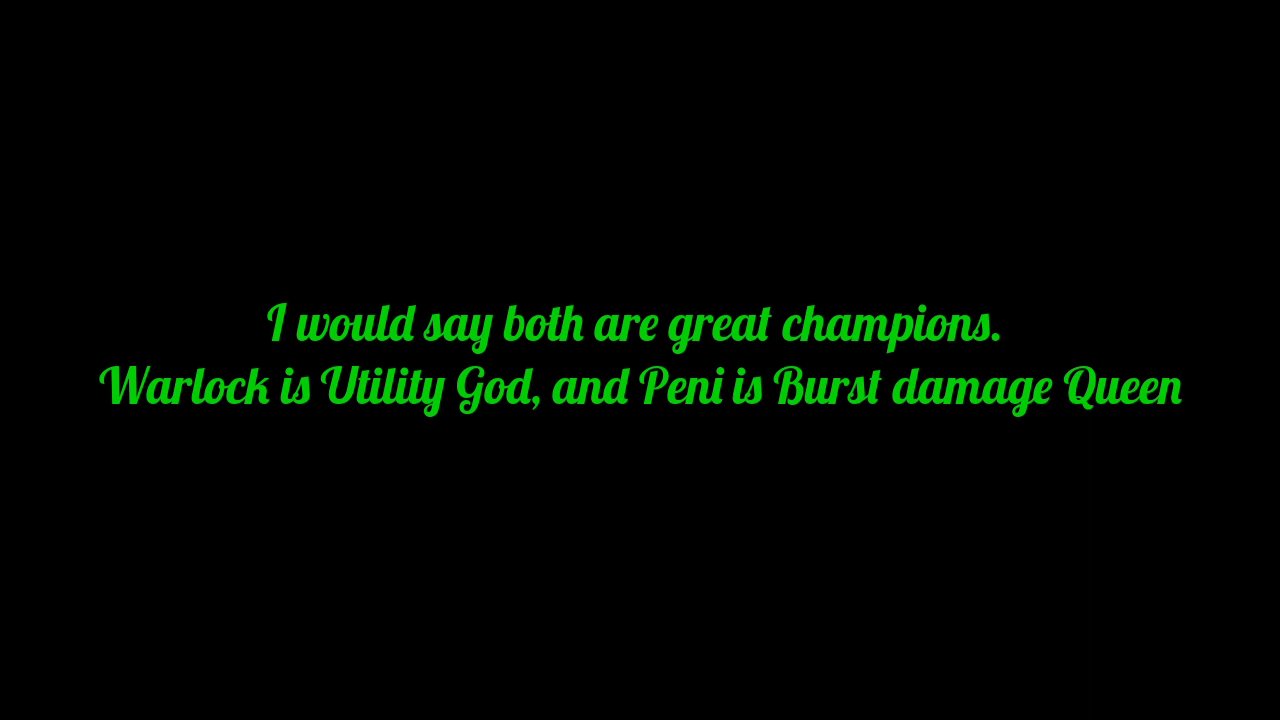 I would say both are great champions.
Warlock is Utility God, and Peni is Burst damage Queen